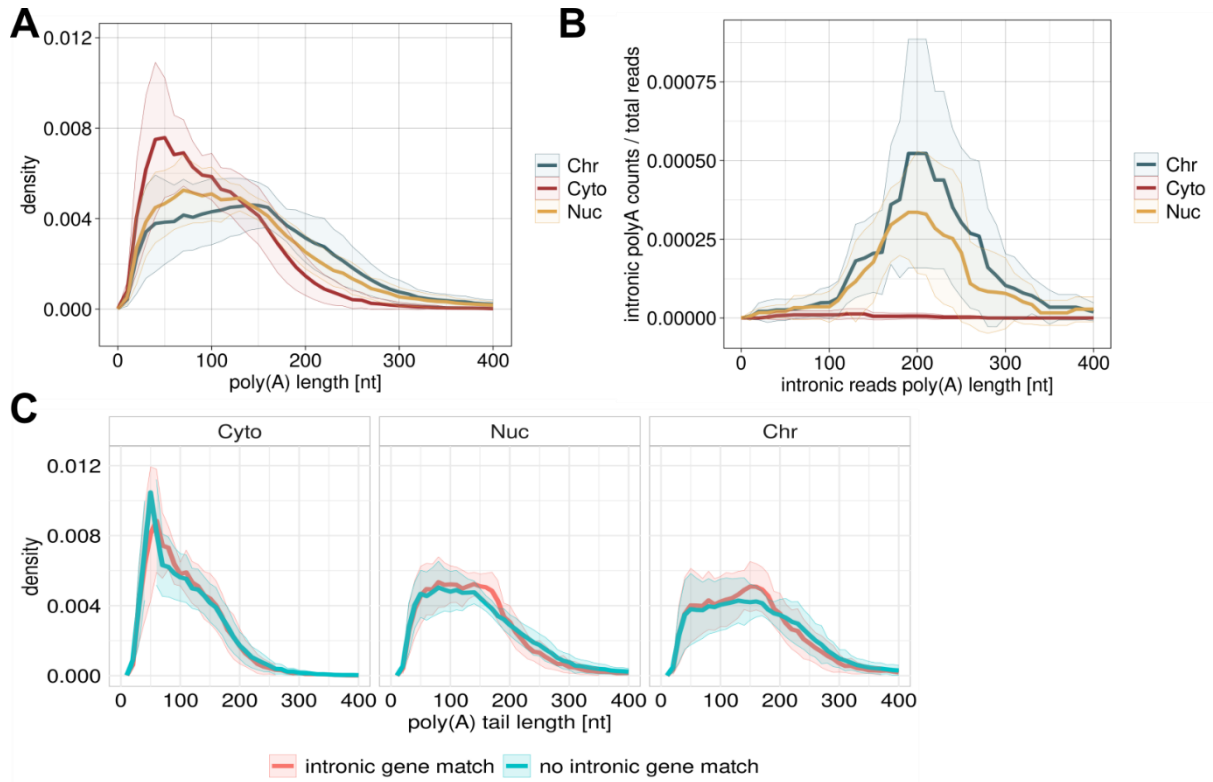 A
0.012
0.008
0.004
0.000
density
0 100 200 300 400
poly(A) length [nt]
Chr
Cyto
Nuc
B
0.00075
0.00050
0.00025
0.00000
intronic polyA counts / total reads
0 100 200 300 400
intronic reads poly(A) length [nt]
Chr
Cyto
Nuc
C
Cyto Nuc Chr
0.012
0.008
0.004
0.000
density
0 100 200 300 400 0 100 200 300 400 0 100 200 300 400
poly(A) tail length [nt]
intronic gene match no intronic gene match